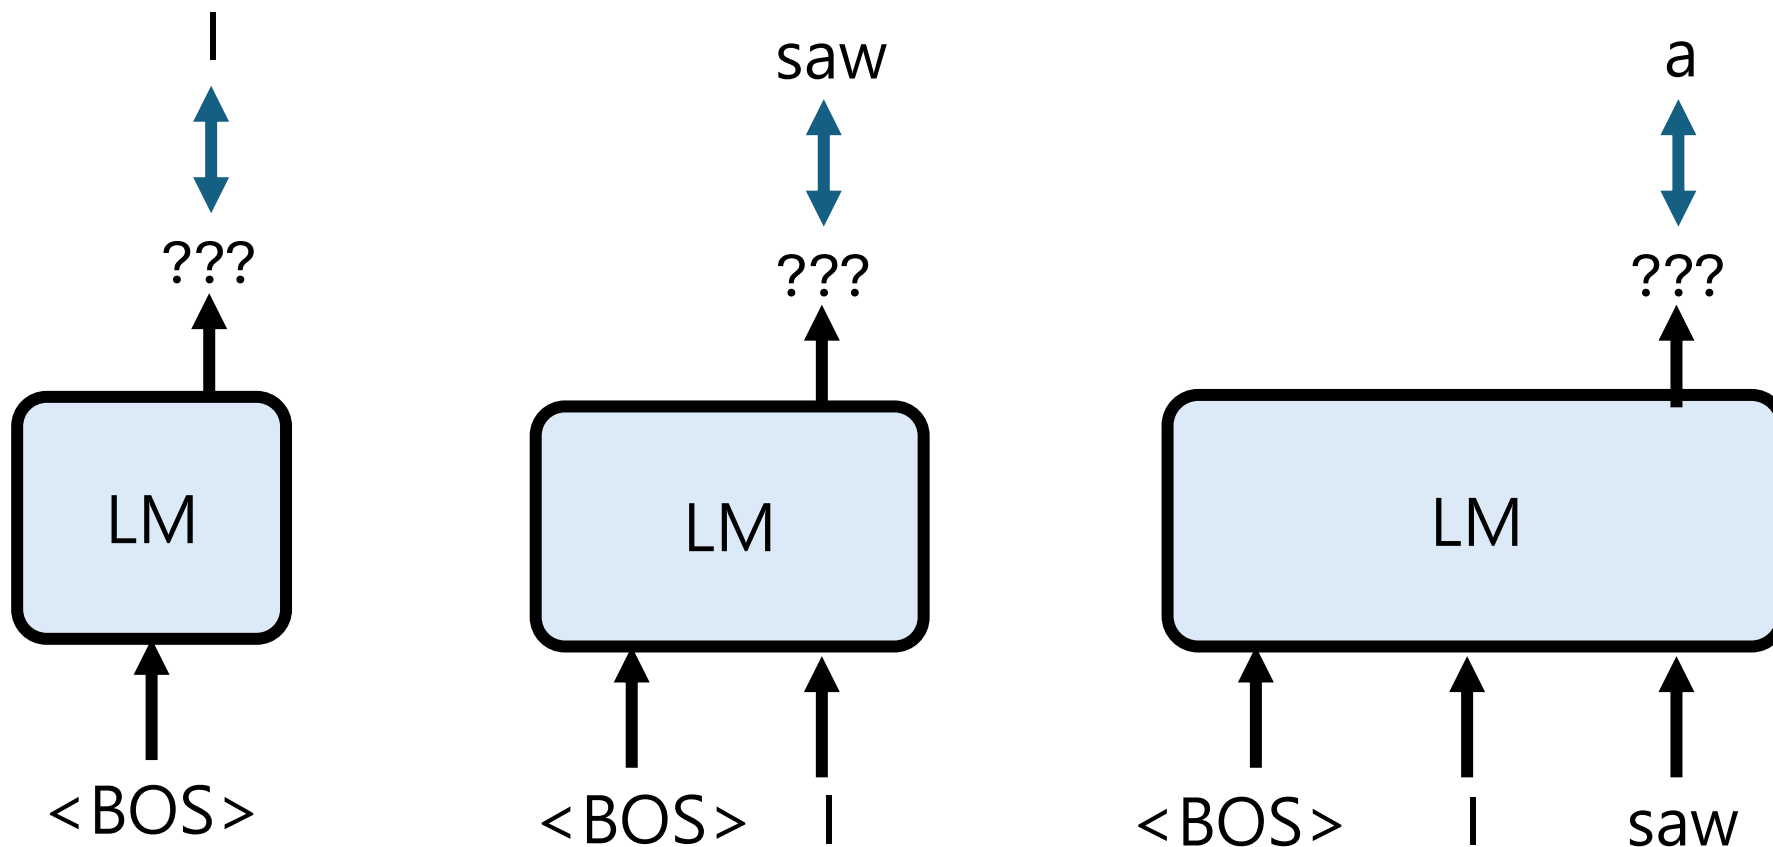 I saw a
??? ??? ???
LM LM LM
<BOS> <BOS> I <BOS> I saw